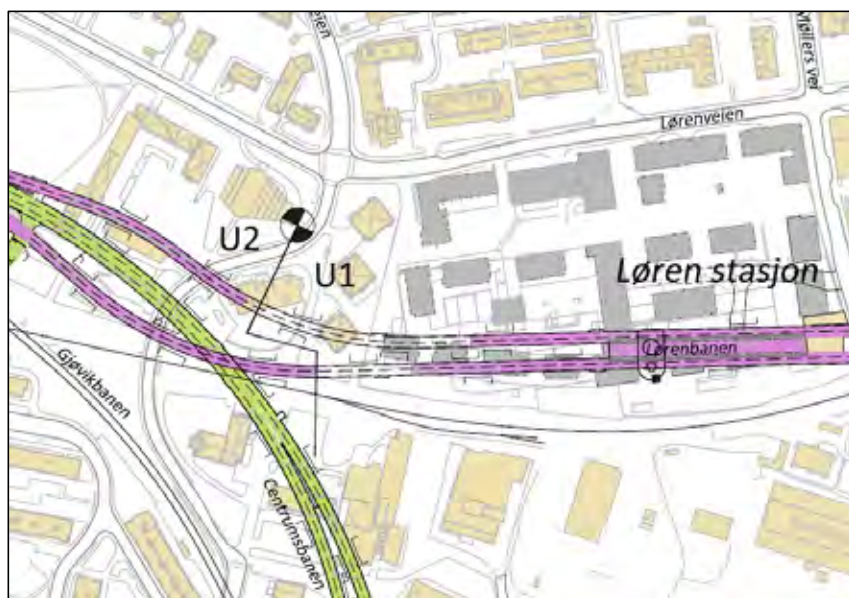 Møllers vei
Lørenveien
U2
U1
Løren stasjon
Lørenbanen
Gjøvikbanen
Centrumsbanen